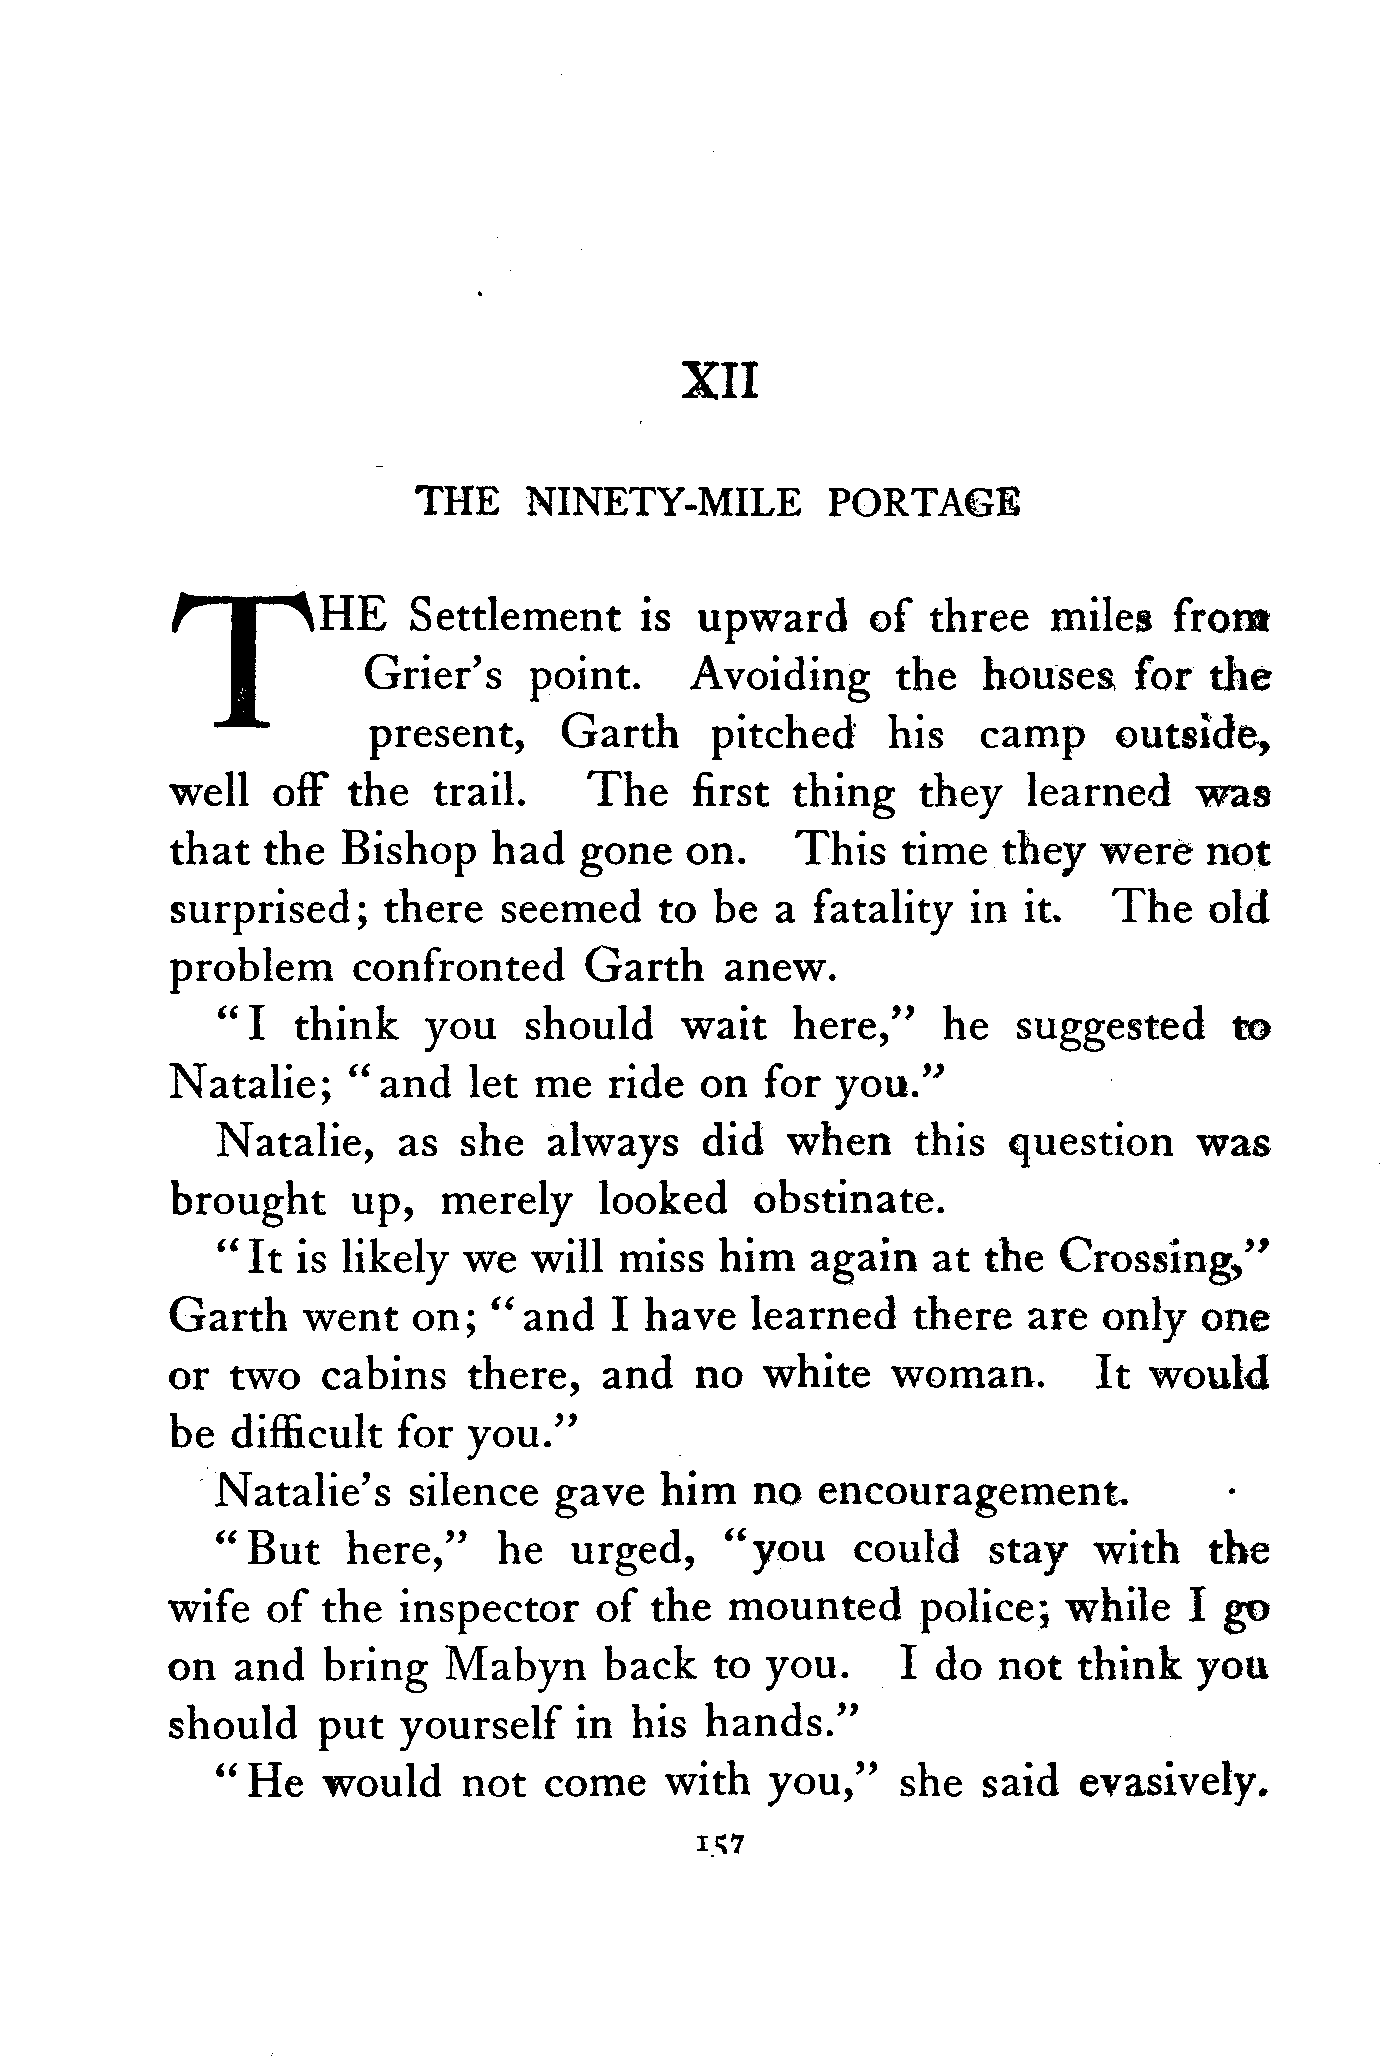 XII
THE NINETY-MILE PORTAGE
THE Settlement is upward of three miles from
Grier's point. Avoiding the houses for the
present, Garth pitched his camp outside,
well off the trail. The first thing they learned was
that the Bishop had gone on. This time they were not
surprised; there seemed to be a fatality in it. The old
problem confronted Garth anew.
"I think you should wait here," he suggested to
Natalie; "and let me ride on for you."
Natalie, as she always did when this question was
brought up, merely looked obstinate.
"It is likely we will miss him again at the Crossing,"
Garth went on; "and I have learned there are only one
or two cabins there, and no white woman. It would
be difficult for you."
Natalie's silence gave him no encouragement.
"But here," he urged, "you could stay with the
wife of the inspector of the mounted police; while I go
on and bring Mabyn back to you. I do not think you
should put yourself in his hands."
"He would not come with you," she said evasively.
157